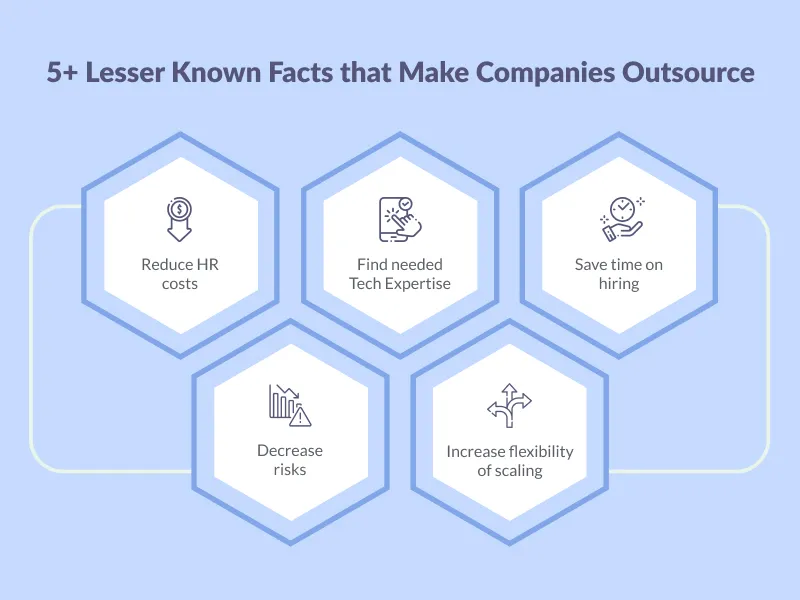 5+ Lesser Known Facts that Make Companies Outsource
$
Reduce HR
costs
Find needed
Tech Expertise
Save time on
hiring
Decrease
risks
Increase flexibility
of scaling